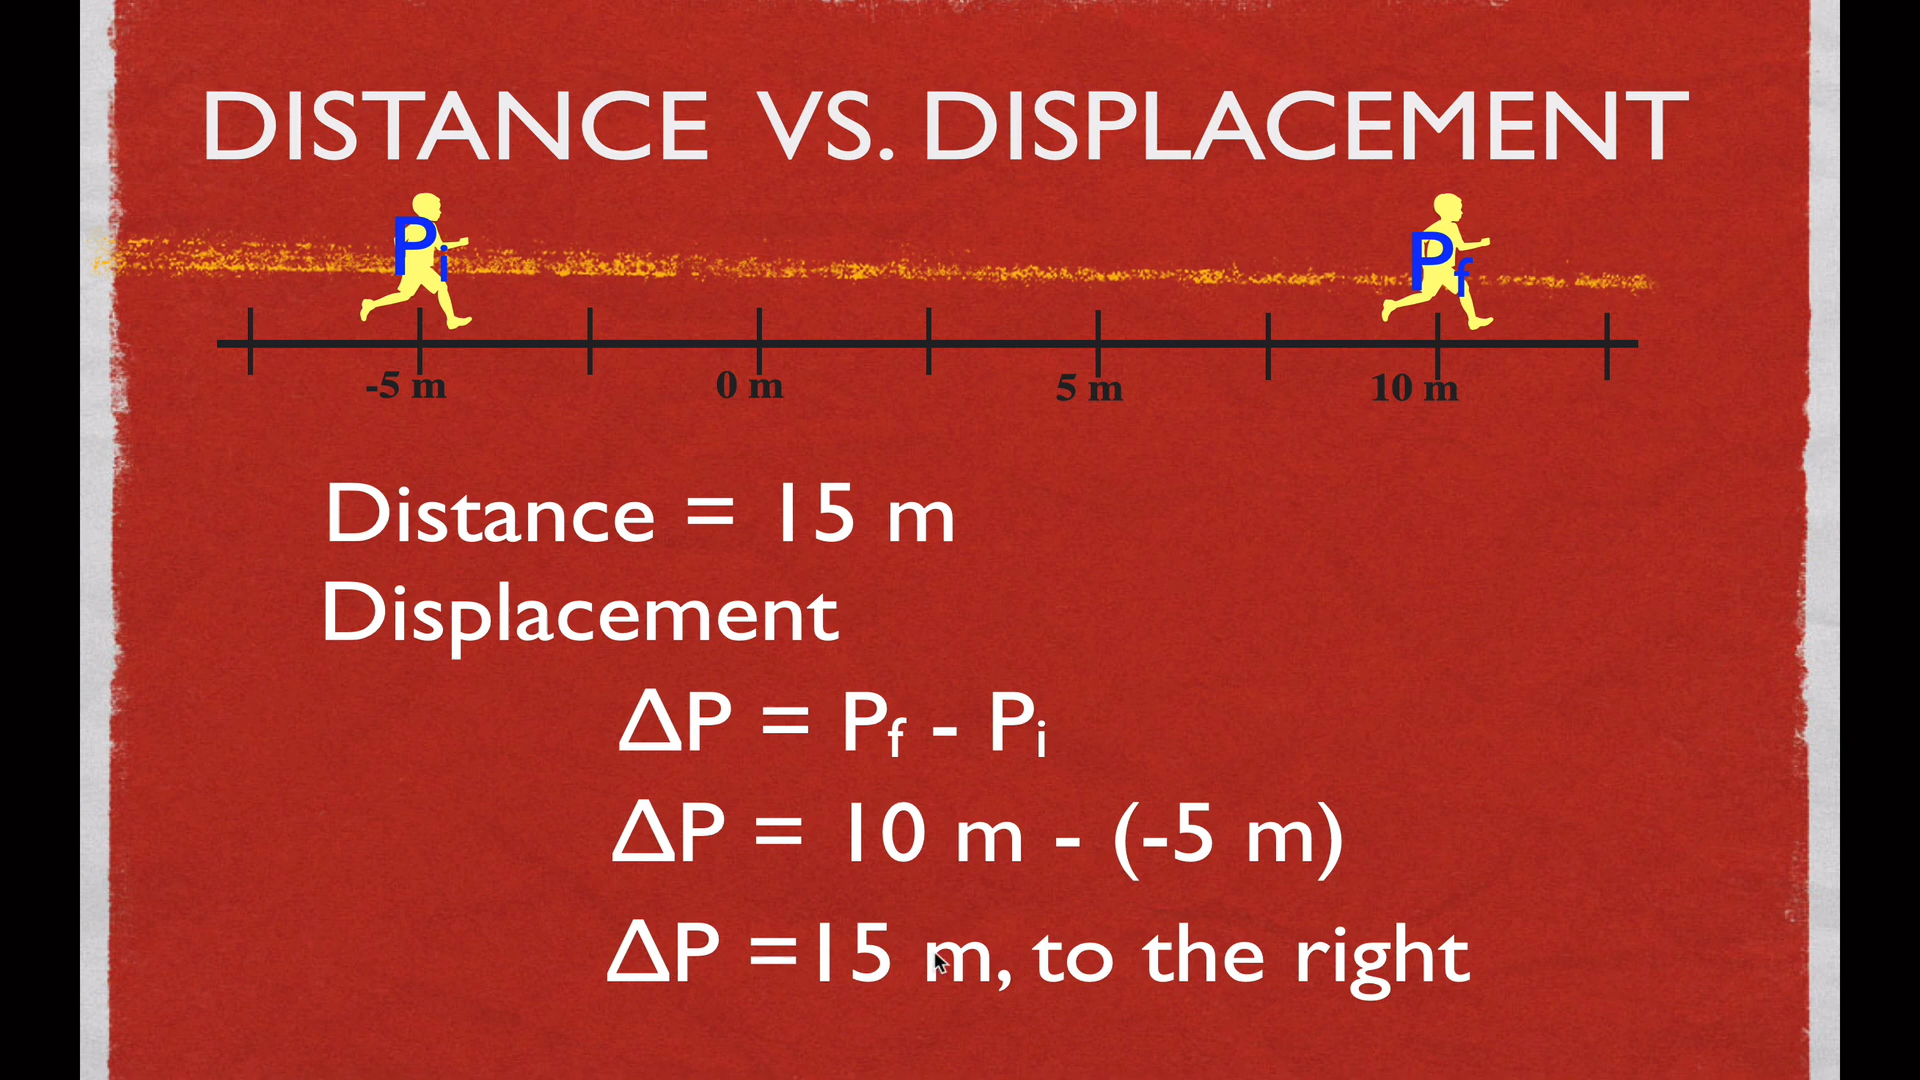 DISTANCE VS. DISPLACEMENT
Pi Pf
-5 m 0 m 5 m 10 m
Distance = 15 m
Displacement
ΔP = Pf - Pi
ΔP = 10 m - (-5 m)
ΔP =15 m, to the right